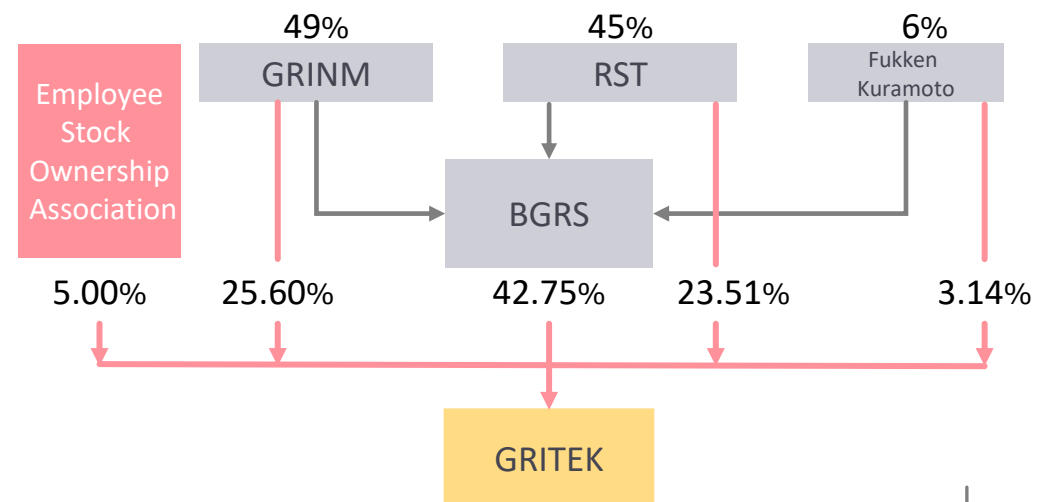 49%
45%
6%
GRINM
RST
Fukken
Kuramoto
Employee
Stock
Ownership
Association
BGRS
5.00%
25.60%
42.75%
23.51%
3.14%
GRITEK